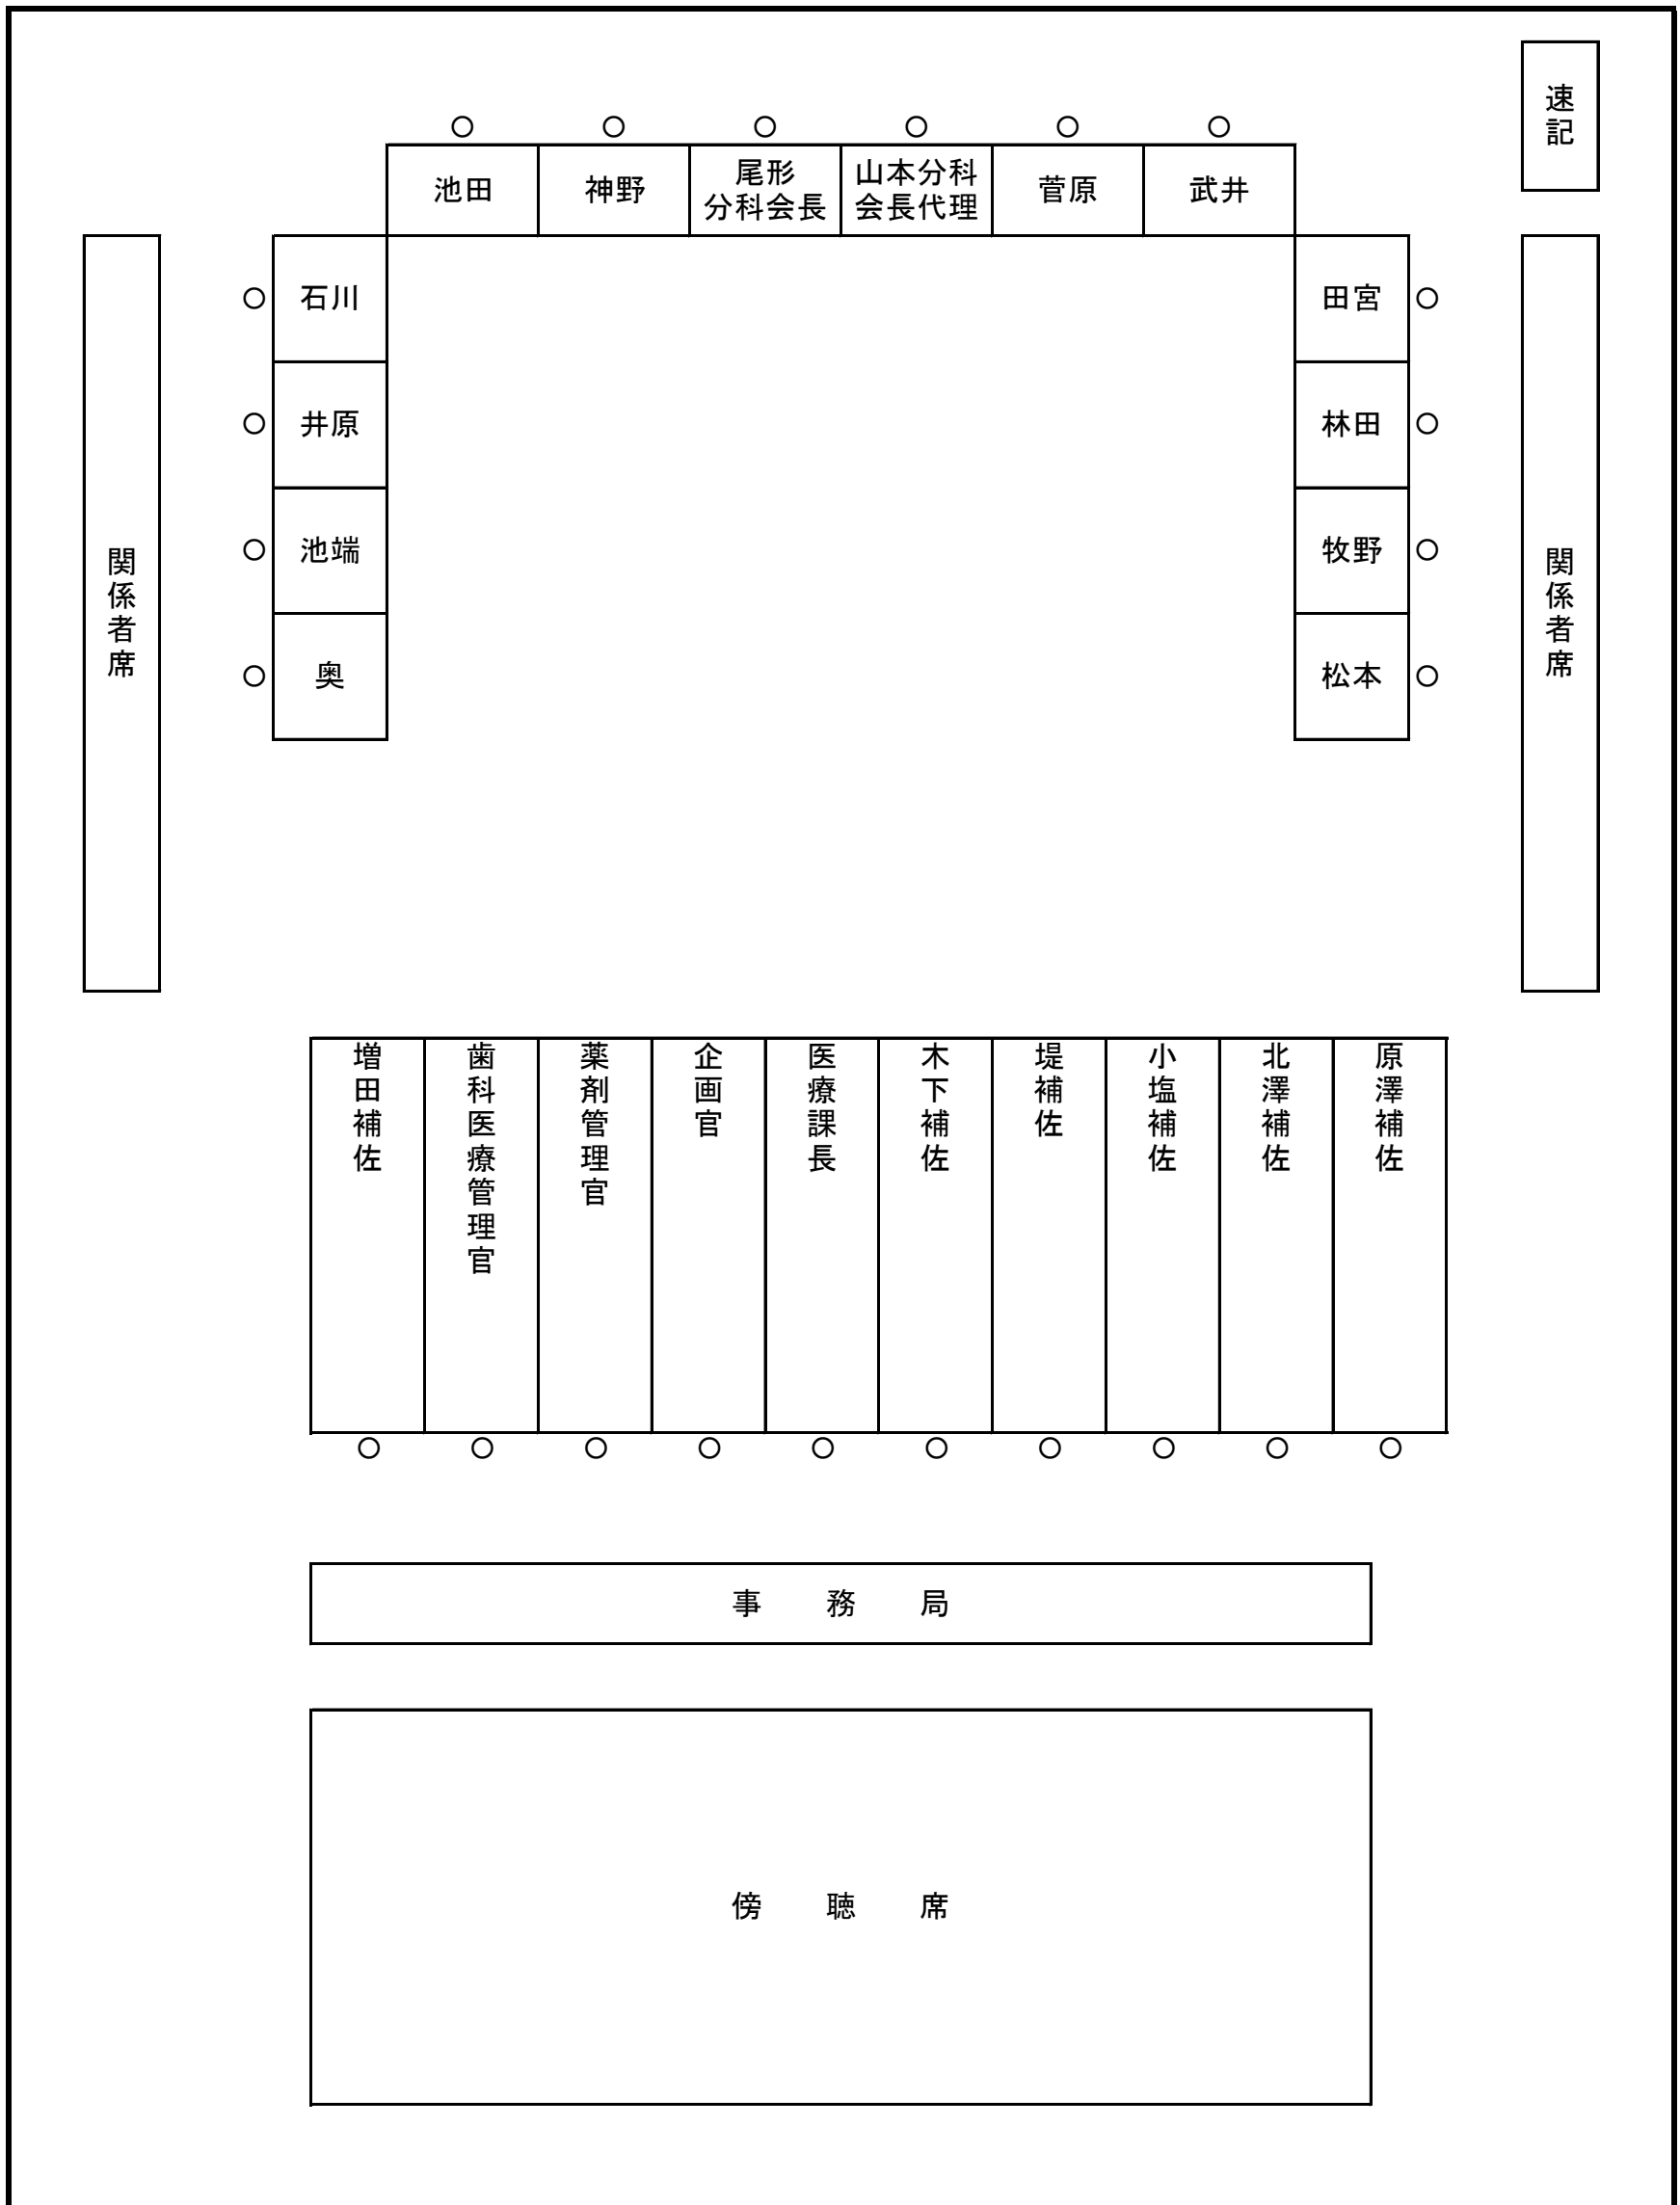 速記
池田
神野
尾形
分科会長
山本分科
会長代理
菅原
武井
石川
井原
池端
奥
田宮
林田
牧野
松本
関係者席
関係者席
増田補佐
歯科医療管理官
薬剤管理官
企画官
医療課長
木下補佐
堤補佐
小塩補佐
北澤補佐
原澤補佐
事　務　局
傍　聴　席